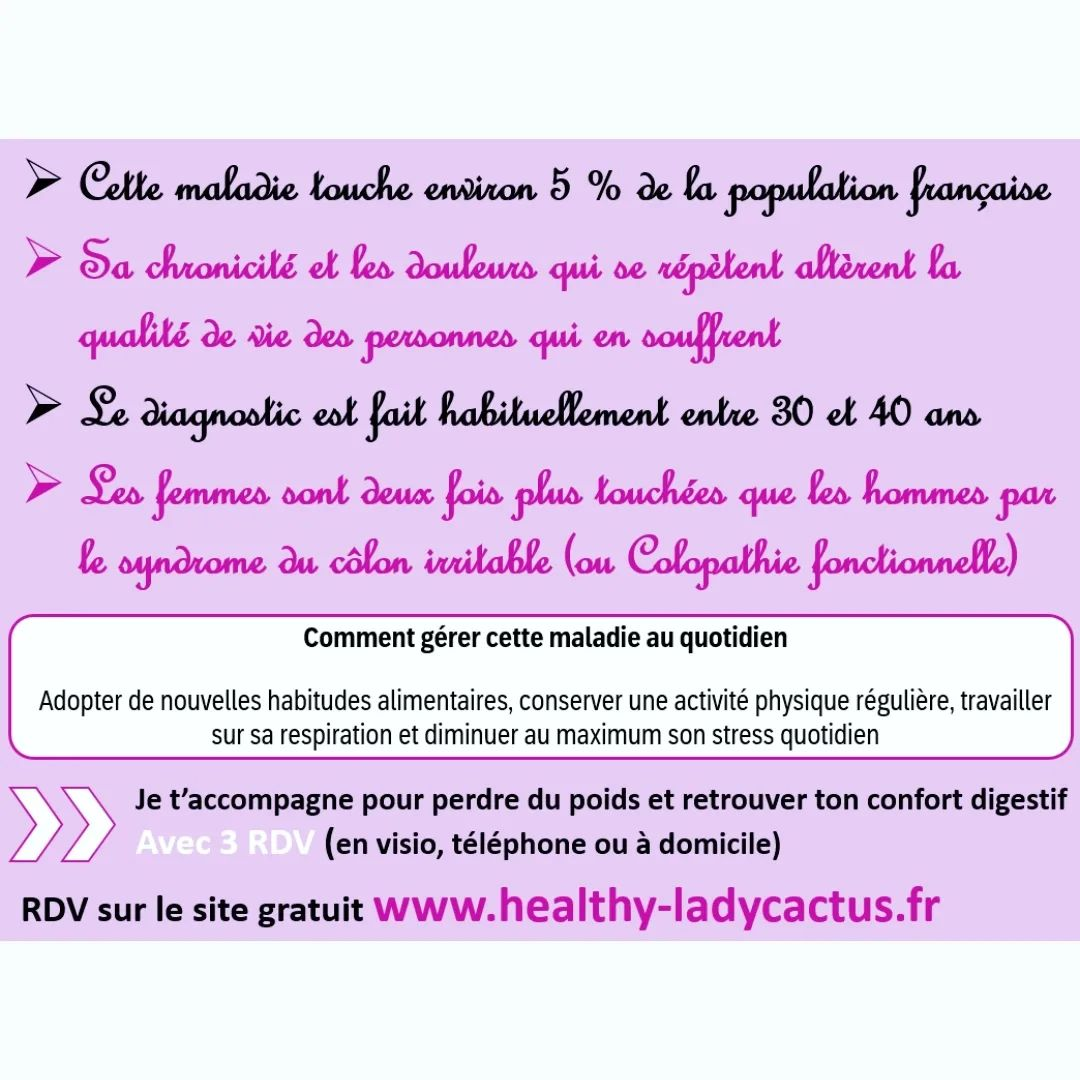 Cette maladie touche environ 5 % de la population française
Sa chronicité et les douleurs qui se répètent altèrent la
qualité de vie des personnes qui en souffrent
Le diagnostic est fait habituellement entre 30 et 40 ans
Les femmes sont deux fois plus touchées que les hommes par
le syndrome du côlon irritable (ou Colopathie fonctionnelle)
Comment gérer cette maladie au quotidien
Adopter de nouvelles habitudes alimentaires, conserver une activité physique régulière, travailler
sur sa respiration et diminuer au maximum son stress quotidien
Je t’accompagne pour perdre du poids et retrouver ton confort digestif
Avec 3 RDV (en visio, téléphone ou à domicile)
RDV sur le site gratuit www.healthy-ladycactus.fr